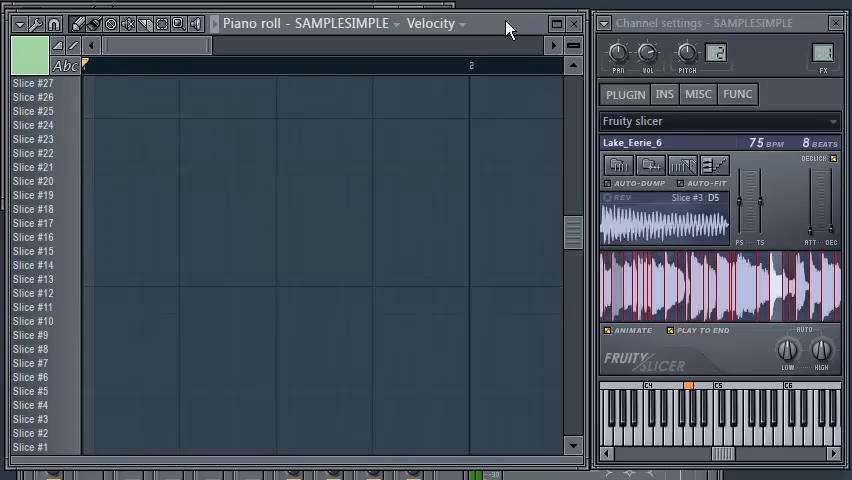 Piano roll - SAMPLESIMPLE Velocity
Abc
2
Slice #27
Slice #26
Slice #25
Slice #24
Slice #23
Slice #22
Slice #21
Slice #20
Slice #19
Slice #18
Slice #17
Slice #16
Slice #15
Slice #14
Slice #13
Slice #12
Slice #11
Slice #10
Slice #9
Slice #8
Slice #7
Slice #6
Slice #5
Slice #4
Slice #3
Slice #2
Slice #1
Channel settings - SAMPLESIMPLE
PAN VOL PITCH 2 FX
PLUGIN INS MISC FUNC
Fruity slicer
Lake_Eerie_6 75 BPM 8 BEATS
DECLICK
AUTO-DUMP AUTO-FIT
REV Slice #3 D5
PS TS ATT DEC
ANIMATE PLAY TO END AUTO
LOW HIGH
FRUITY/SLICER
C4 C5 C6